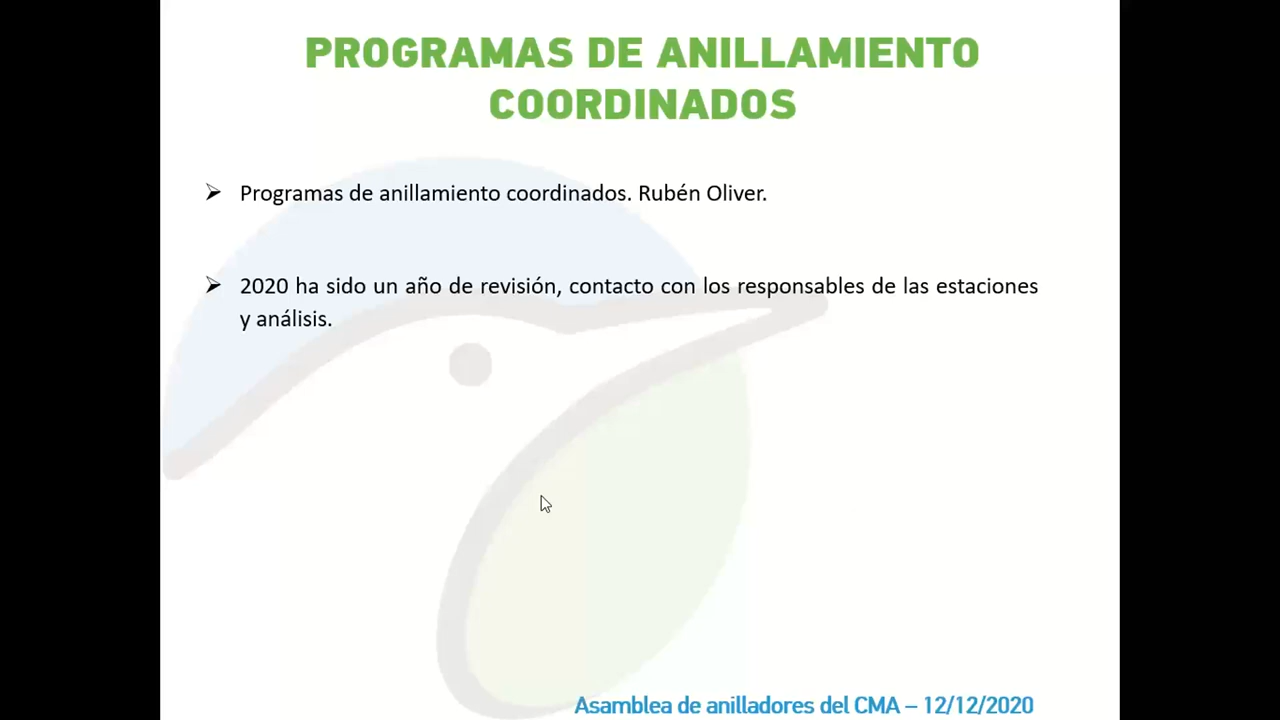 PROGRAMAS DE ANILLAMIENTO
COORDINADOS
Programas de anillamiento coordinados. Rubén Oliver.
2020 ha sido un año de revisión, contacto con los responsables de las estaciones
y análisis.
Asamblea de anilladores del CMA – 12/12/2020